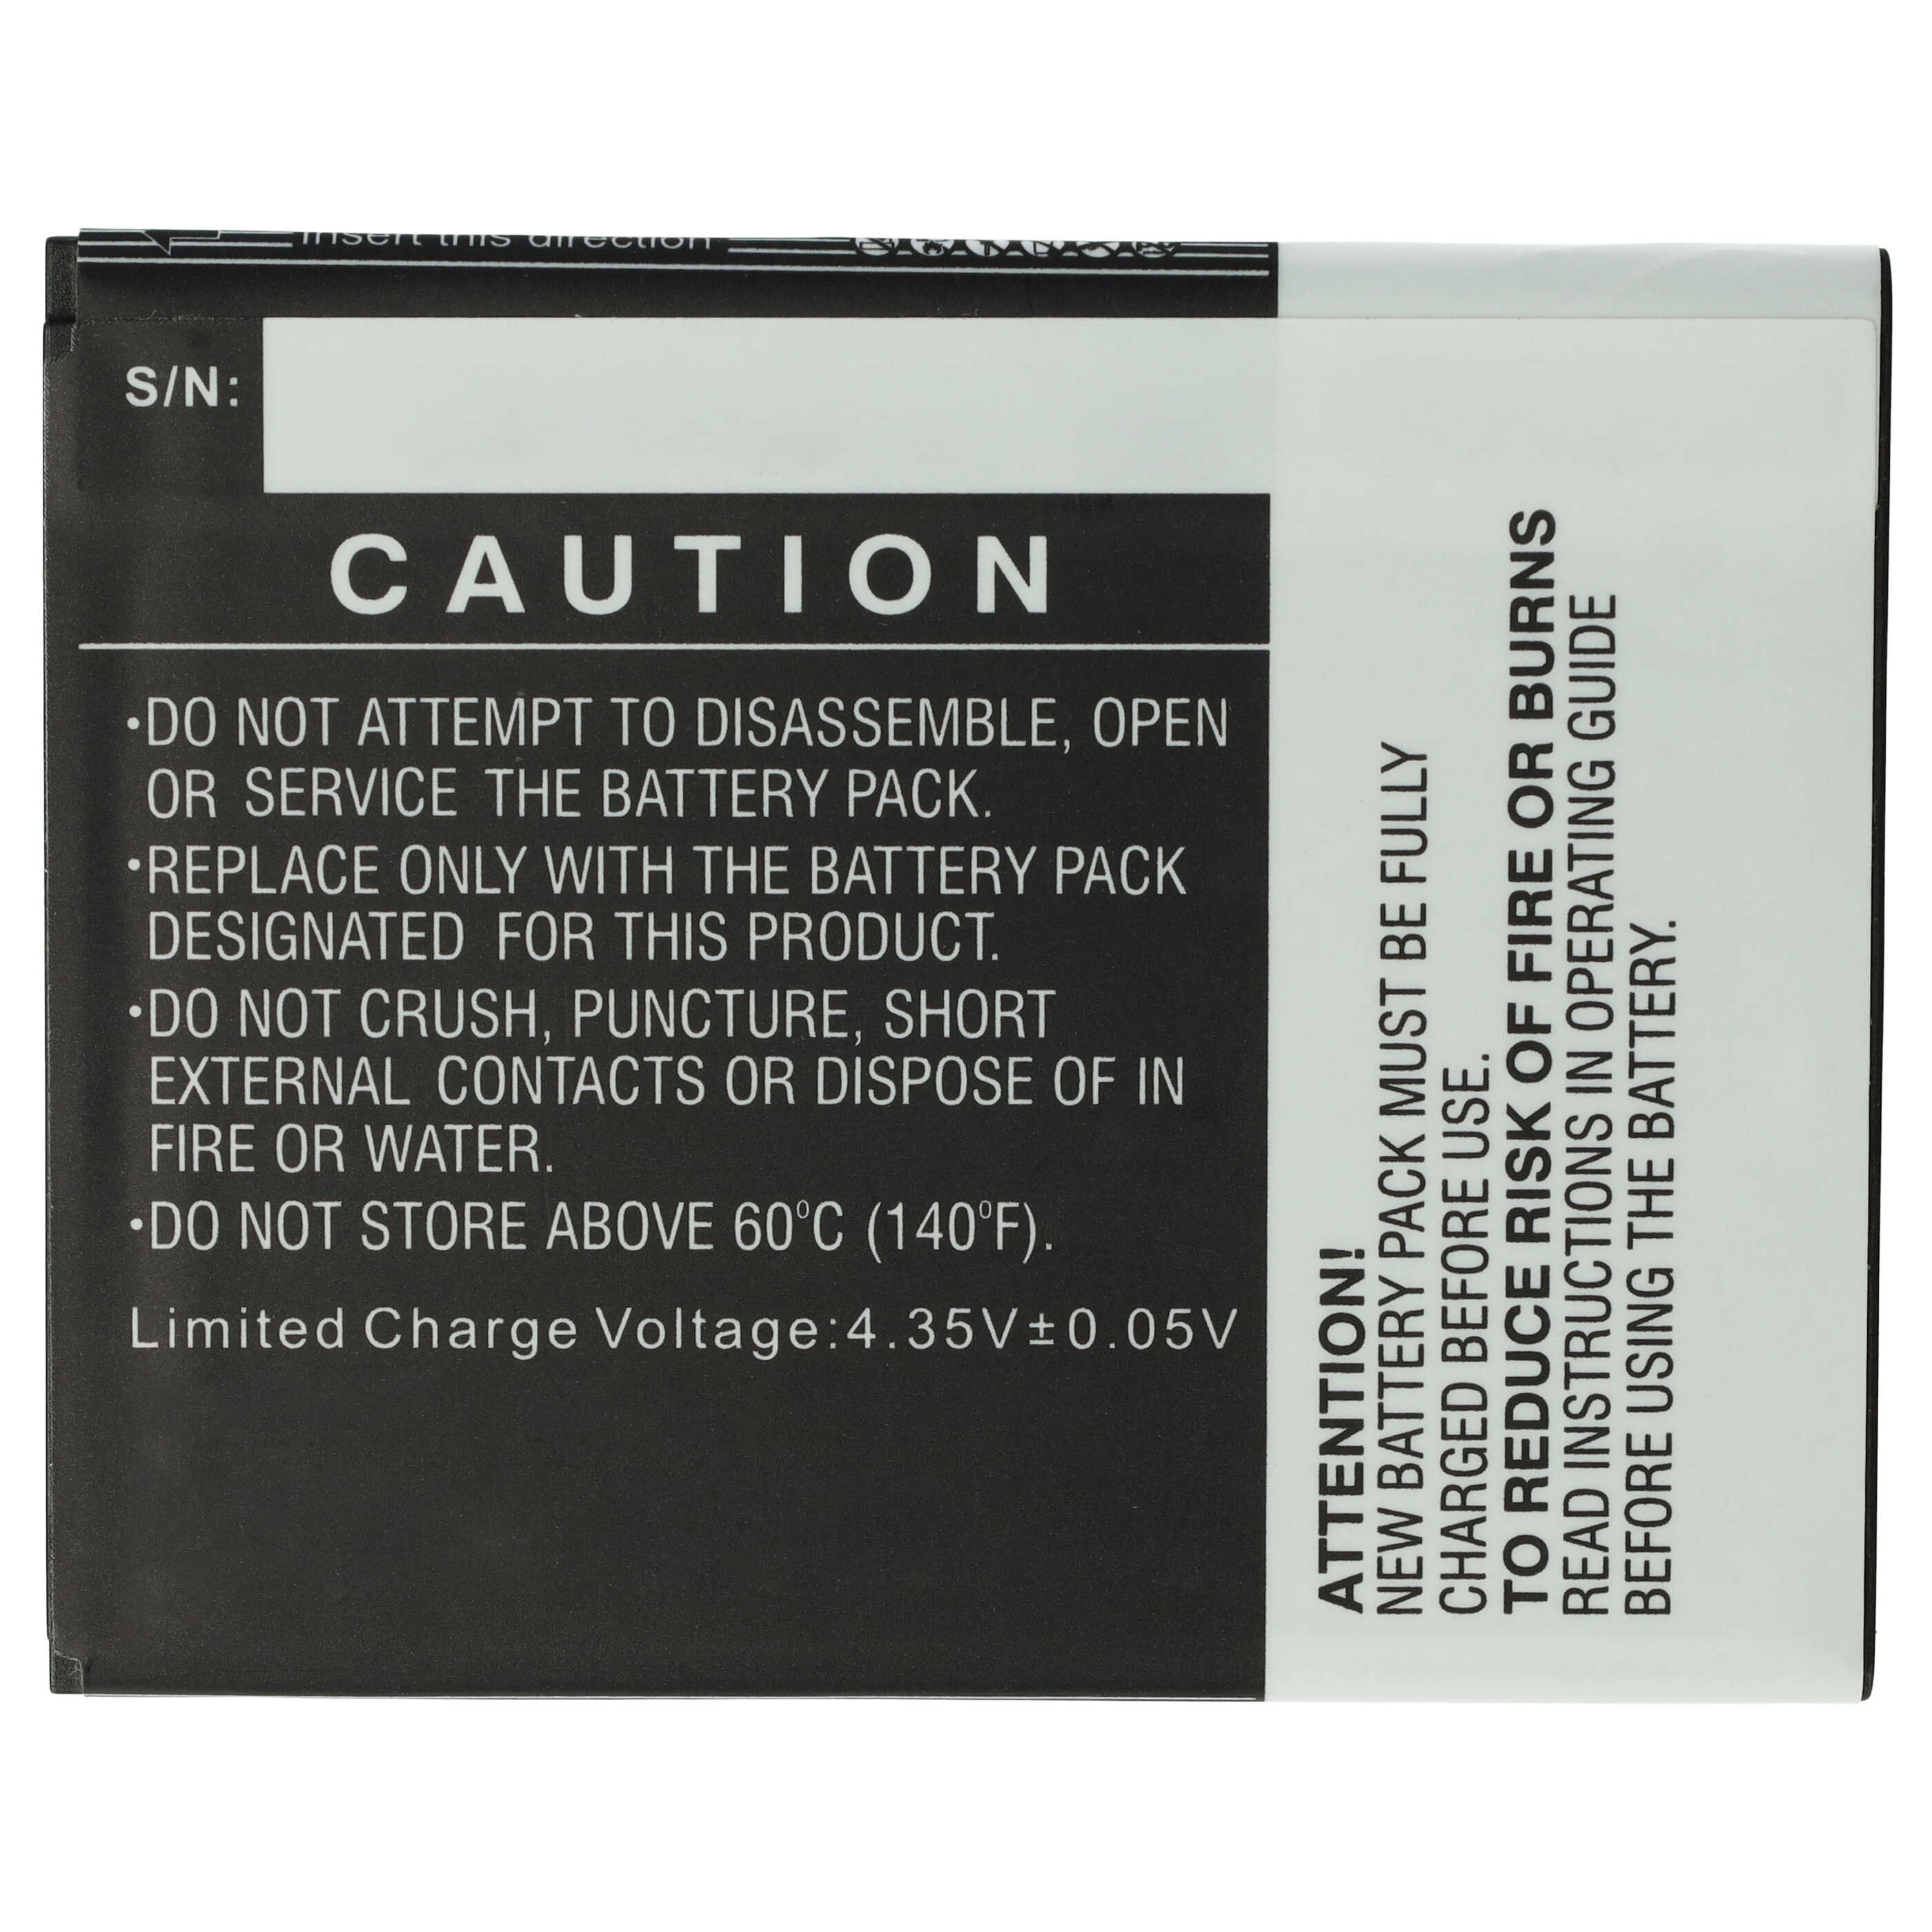 Insert this direction
S/N:
CAUTION
•DO NOT ATTEMPT TO DISASSEMBLE, OPEN
OR SERVICE THE BATTERY PACK.
•REPLACE ONLY WITH THE BATTERY PACK
DESIGNATED FOR THIS PRODUCT.
•DO NOT CRUSH, PUNCTURE, SHORT
EXTERNAL CONTACTS OR DISPOSE OF IN
FIRE OR WATER.
•DO NOT STORE ABOVE 60°C (140°F).
Limited Charge Voltage:4.35V±0.05V
ATTENTION!
NEW BATTERY PACK MUST BE FULLY
CHARGED BEFORE USE.
TO REDUCE RISK OF FIRE OR BURNS
READ INSTRUCTIONS IN OPERATING GUIDE
BEFORE USING THE BATTERY.